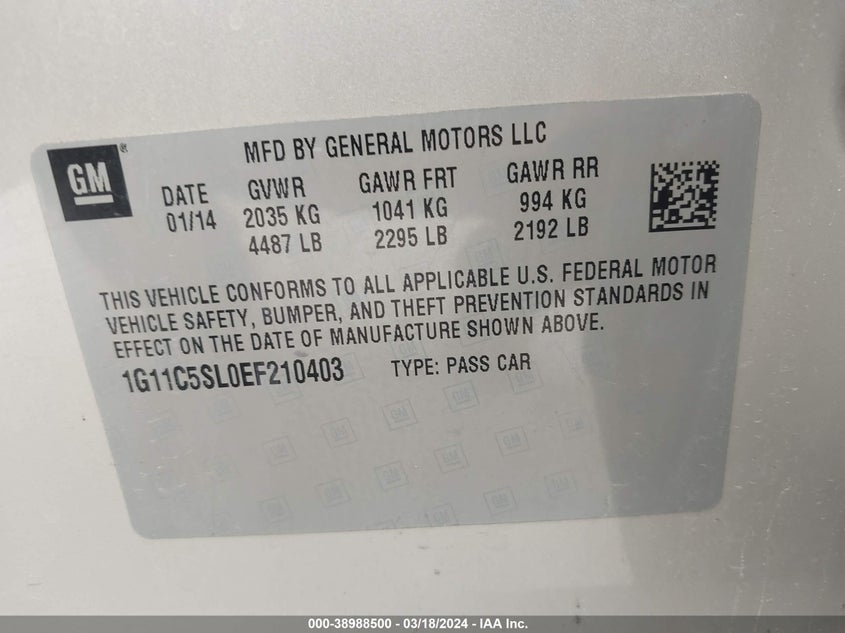 MFD BY GENERAL MOTORS LLC
GM ®
DATE GVWR GAWR FRT GAWR RR
01/14 2035 KG 1041 KG 994 KG
4487 LB 2295 LB 2192 LB
THIS VEHICLE CONFORMS TO ALL APPLICABLE U.S. FEDERAL MOTOR
VEHICLE SAFETY, BUMPER, AND THEFT PREVENTION STANDARDS IN
EFFECT ON THE DATE OF MANUFACTURE SHOWN ABOVE.
1G11C5SL0EF210403 TYPE: PASS CAR
000-38988500 - 03/18/2024 - IAA Inc.